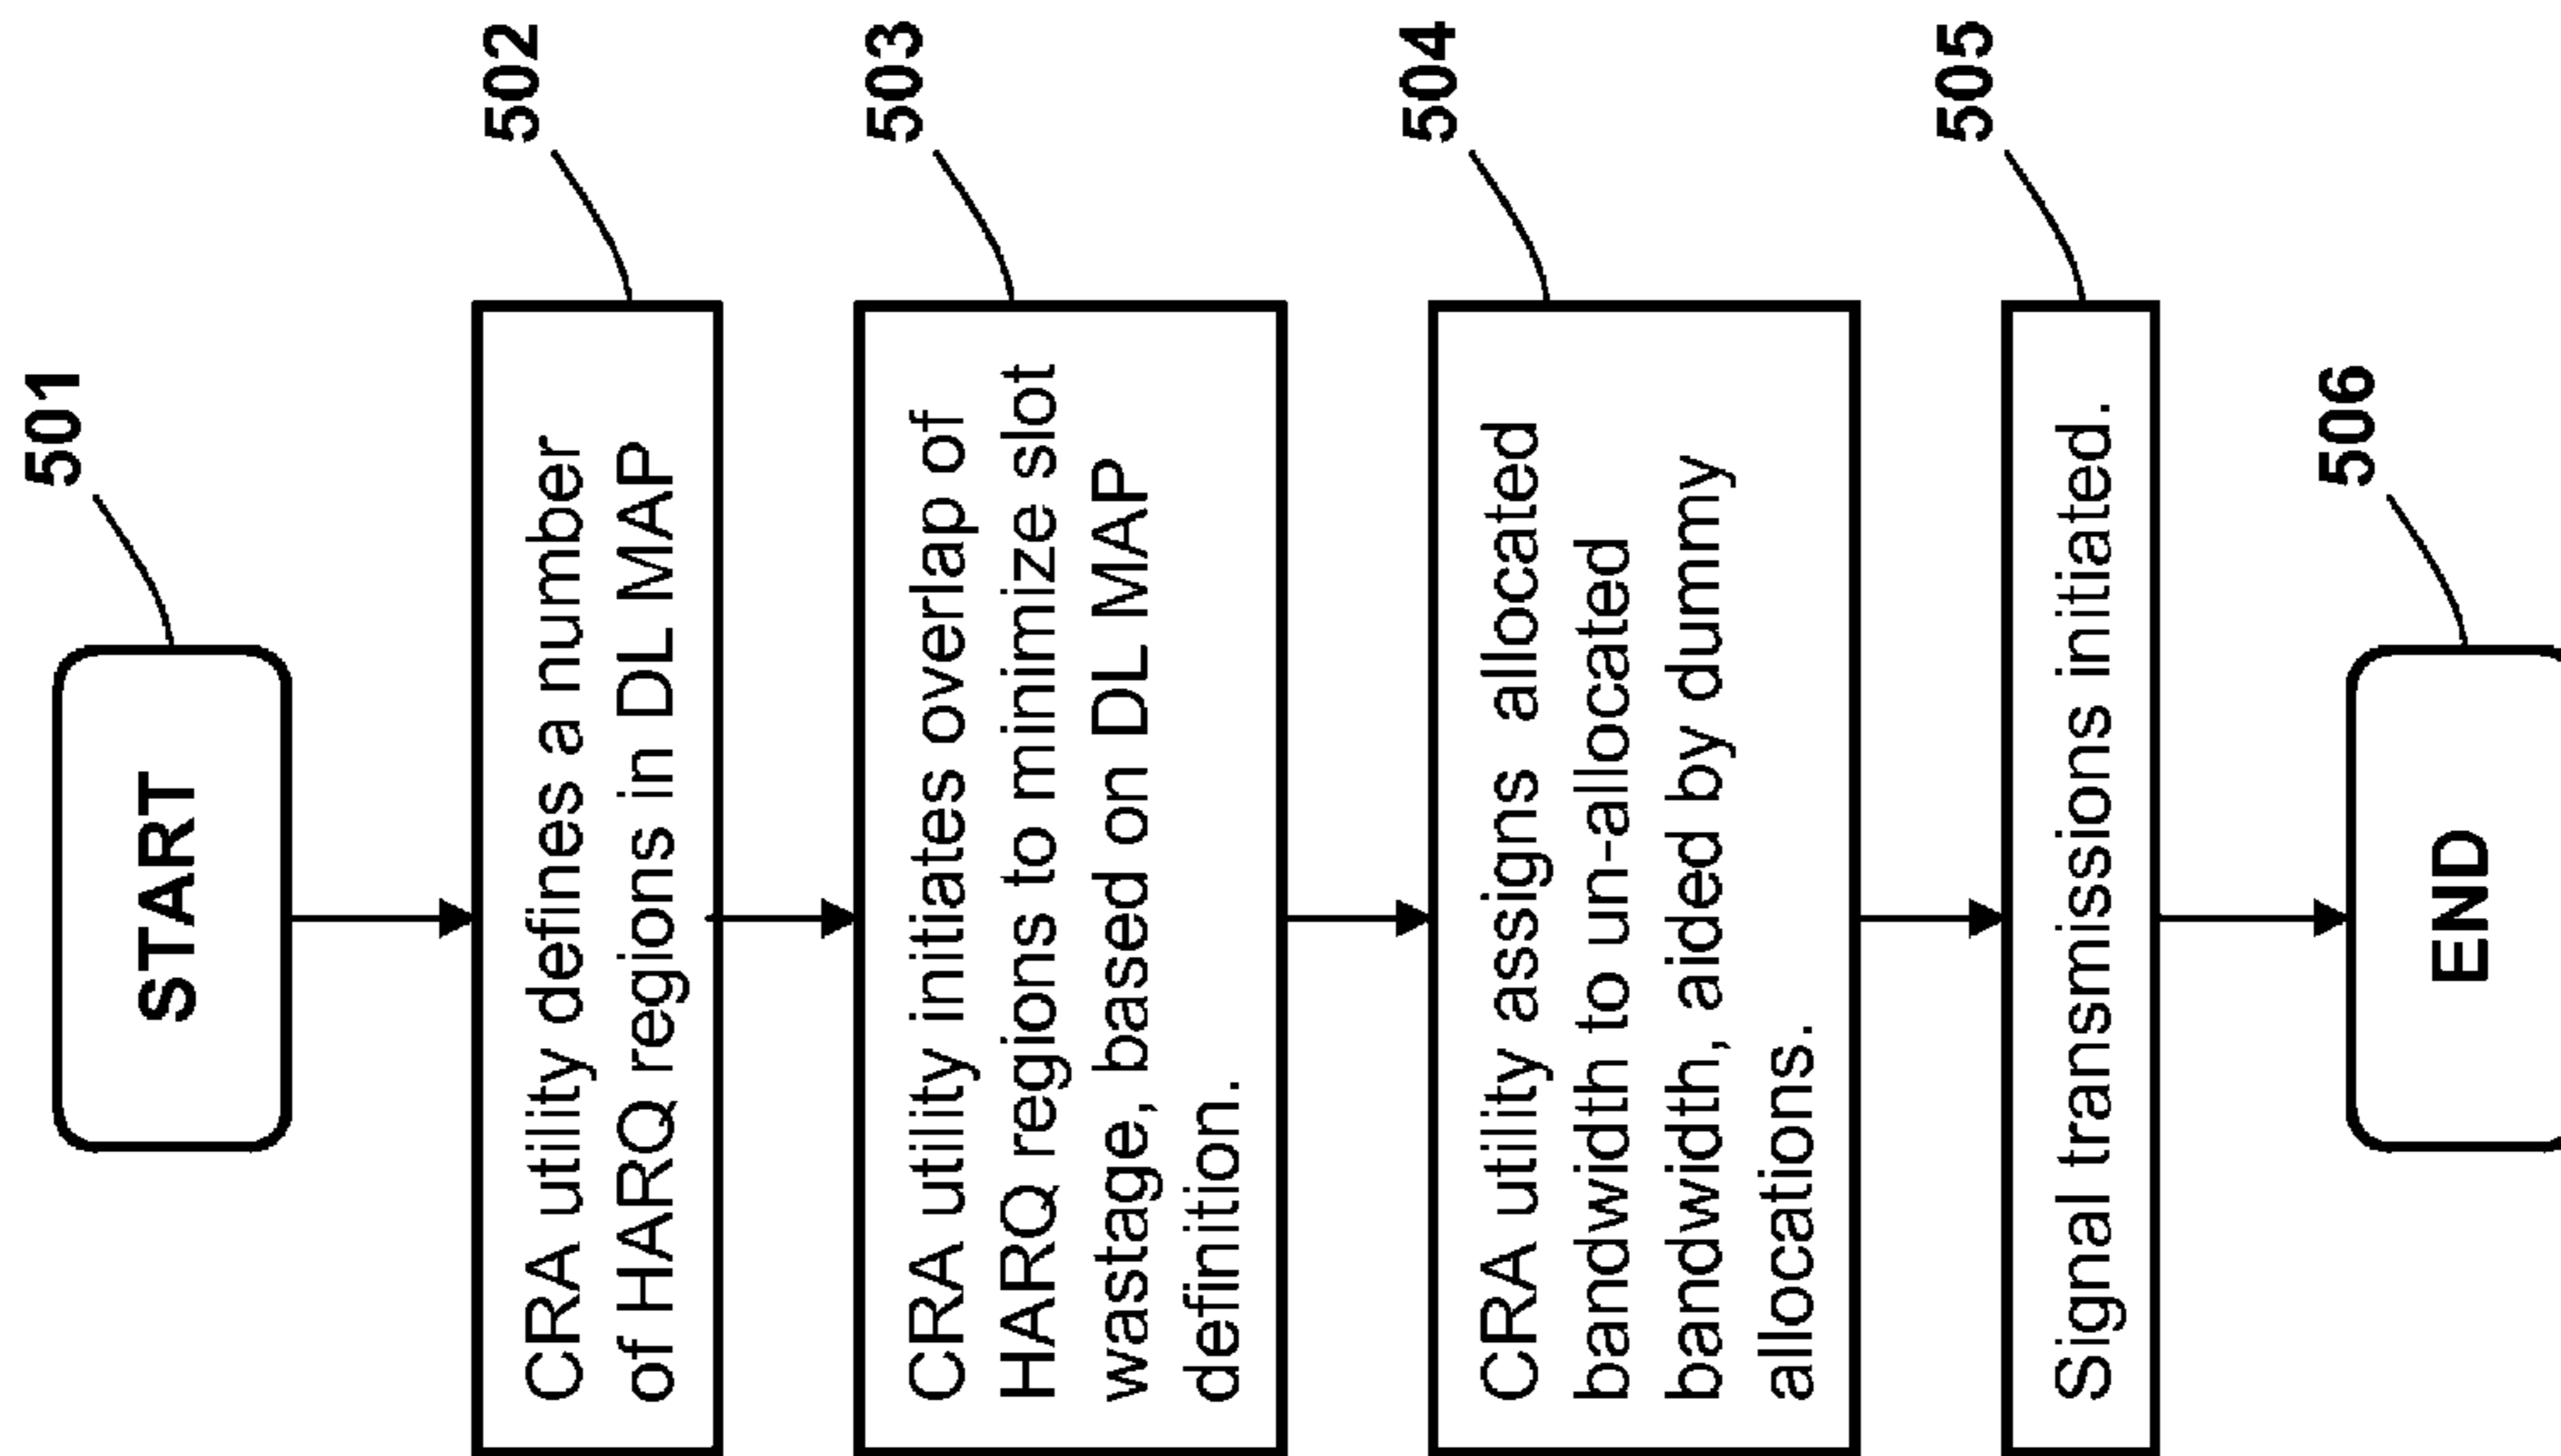 501
START
502
CRA utility defines a number
of HARQ regions in DL MAP
503
CRA utility initiates overlap of
HARQ regions to minimize slot
wastage, based on DL MAP
definition.
504
CRA utility assigns allocated
bandwidth to un-allocated
bandwidth, aided by dummy
allocations.
505
Signal transmissions initiated.
506
END